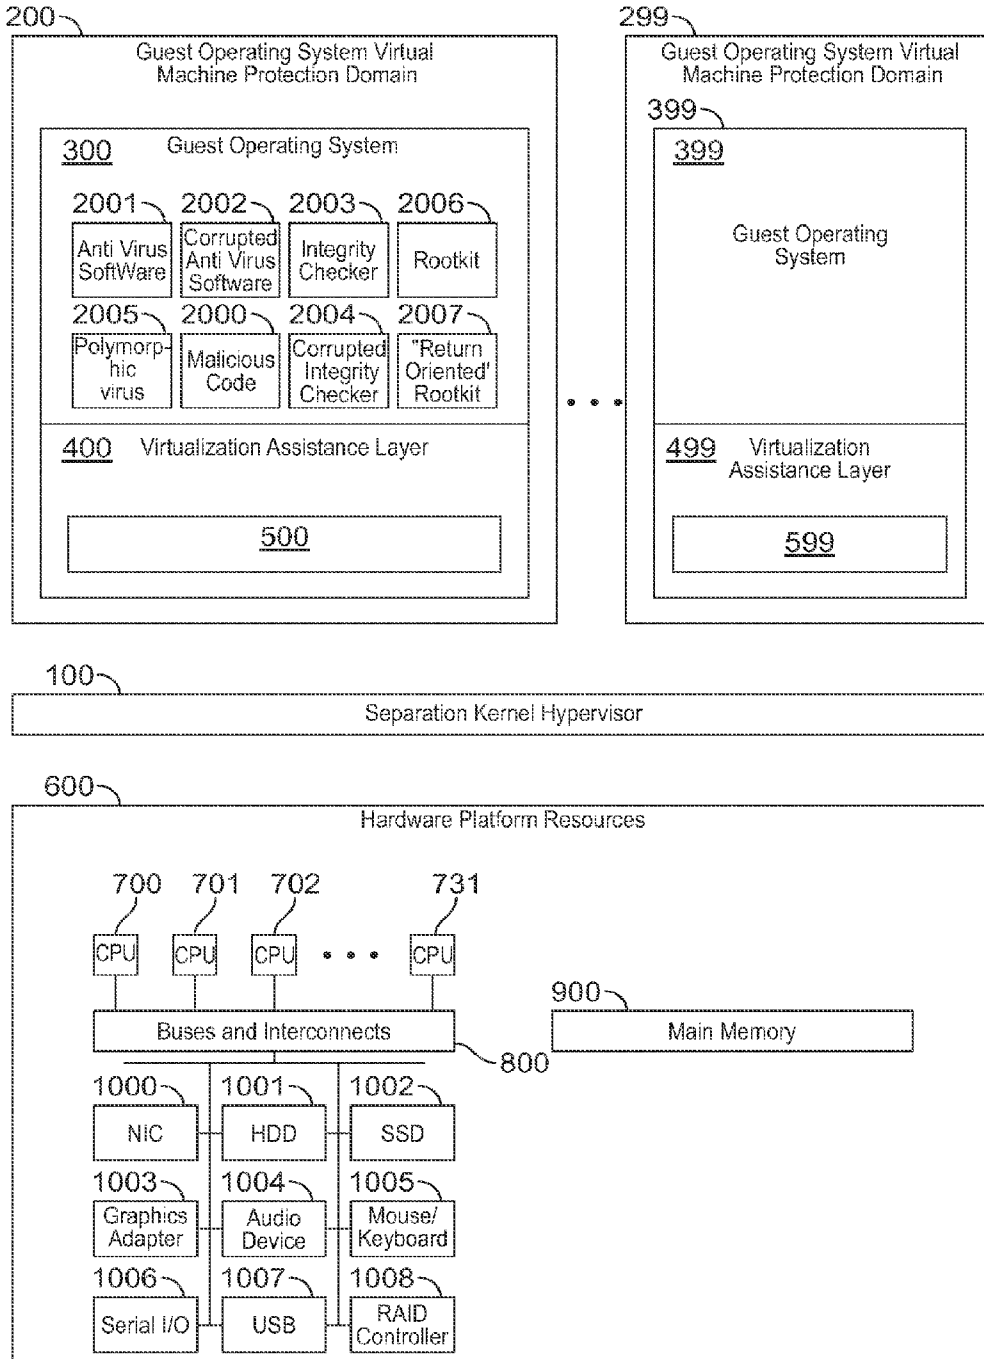 200
Guest Operating System Virtual
Machine Protection Domain
300
Guest Operating System
2001
2002
2003
2006
Anti Virus
SoftWare
Corrupted
Anti Virus
Software
Integrity
Checker
Rootkit
2005
2000
2004
2007
Polymorp-
hic
virus
Malicious
Code
Corrupted
Integrity
Checker
"Return
Oriented'
Rootkit
400
Virtualization Assistance Layer
500
299
Guest Operating System Virtual
Machine Protection Domain
399
399
Guest Operating
System
499
Virtualization
Assistance Layer
599
100
Separation Kernel Hypervisor
600
Hardware Platform Resources
700
701
702
731
CPU
CPU
CPU
CPU
Buses and Interconnects
800
900
Main Memory
1000
1001
1002
NIC
HDD
SSD
1003
1004
1005
Graphics
Adapter
Audio
Device
Mouse/
Keyboard
1006
1007
1008
Serial I/O
USB
RAID
Controller